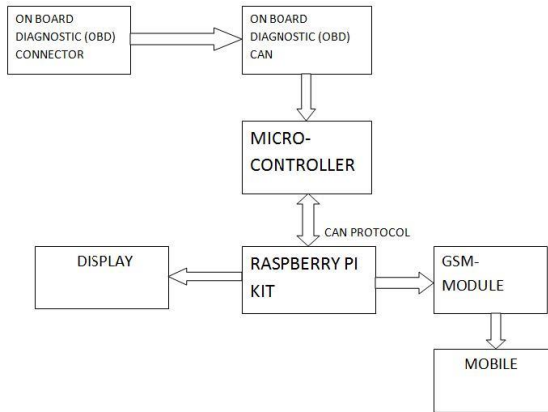 ON BOARD
DIAGNOSTIC (OBD)
CONNECTOR
ON BOARD
DIAGNOSTIC (OBD)
CAN
MICRO-
CONTROLLER
CAN PROTOCOL
DISPLAY
RASPBERRY PI
KIT
GSM-
MODULE
MOBILE